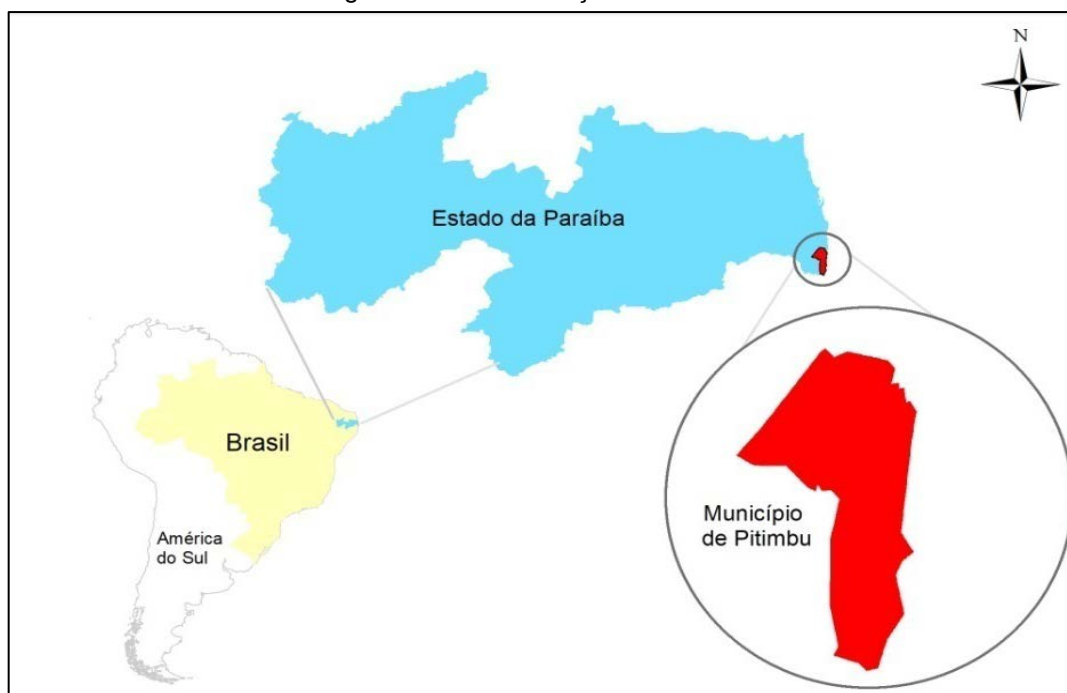 N
Estado da Paraíba
Brasil
América
do Sul
Município
de Pitimbu